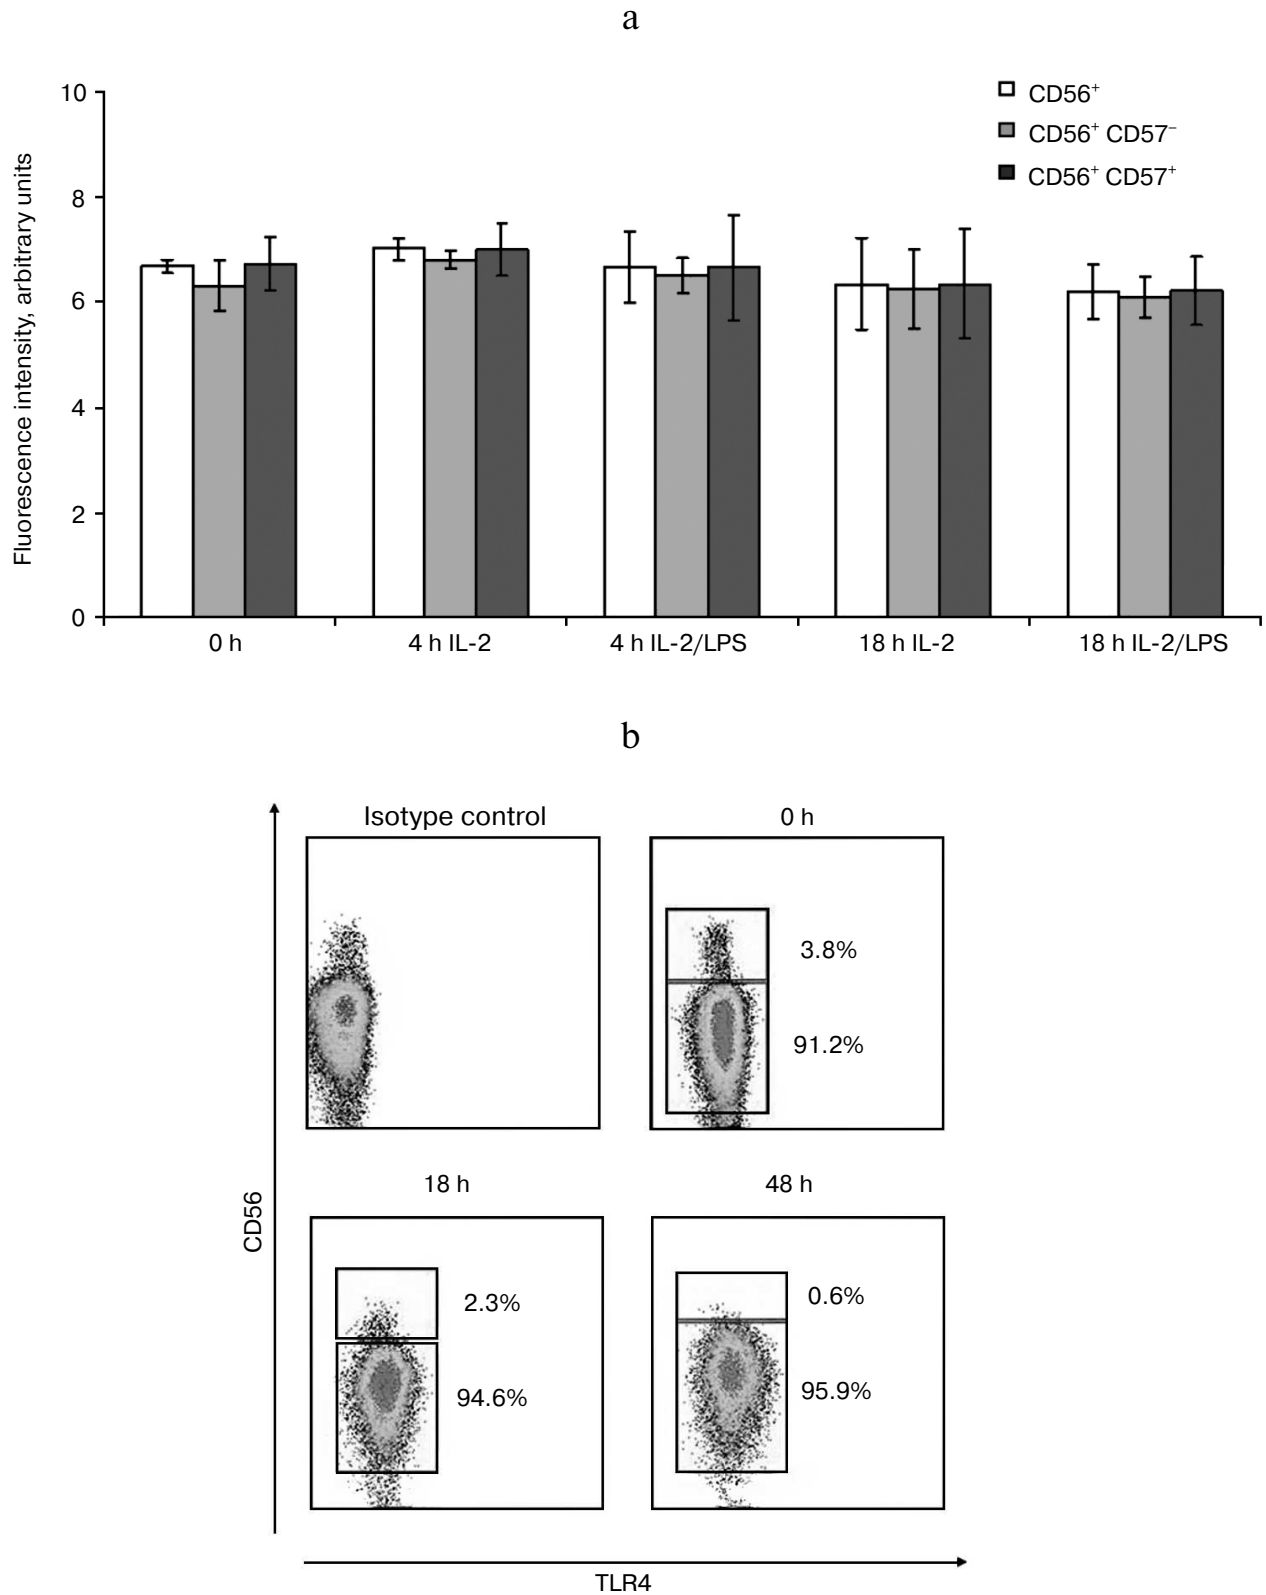 a
10
8
6
4
2
0
Fluorescence intensity, arbitrary units
CD56⁺
CD56⁺ CD57⁻
CD56⁺ CD57⁺
0 h
4 h IL-2
4 h IL-2/LPS
18 h IL-2
18 h IL-2/LPS
b
Isotype control
0 h
3.8%
91.2%
18 h
48 h
CD56
2.3%
94.6%
0.6%
95.9%
TLR4